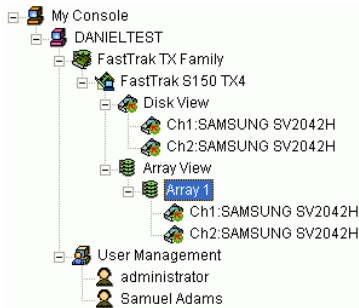 My Console
DANIELTEST
FastTrak TX Family
FastTrak S150 TX4
Disk View
Ch1:SAMSUNG SV2042H
Ch2:SAMSUNG SV2042H
Array View
Array 1
Ch1:SAMSUNG SV2042H
Ch2:SAMSUNG SV2042H
User Management
administrator
Samuel Adams